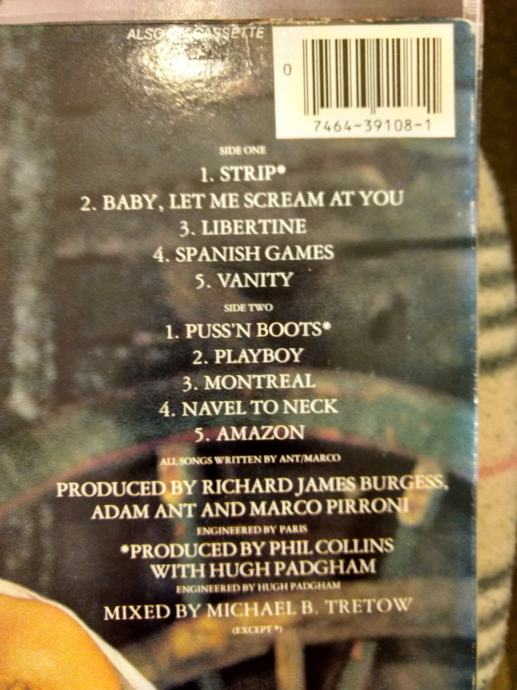 ALSO ON CASSETTE
0
7464-39108-1
SIDE ONE
1. STRIP*
2. BABY, LET ME SCREAM AT YOU
3. LIBERTINE
4. SPANISH GAMES
5. VANITY
SIDE TWO
1. PUSS'N BOOTS*
2. PLAYBOY
3. MONTREAL
4. NAVEL TO NECK
5. AMAZON
ALL SONGS WRITTEN BY ANT/MARCO
PRODUCED BY RICHARD JAMES BURGESS,
ADAM ANT AND MARCO PIRRONI
ENGINEERED BY PARIS
*PRODUCED BY PHIL COLLINS
WITH HUGH PADGHAM
ENGINEERED BY HUGH PADGHAM
MIXED BY MICHAEL B. TRETOW
(EXCEPT *)